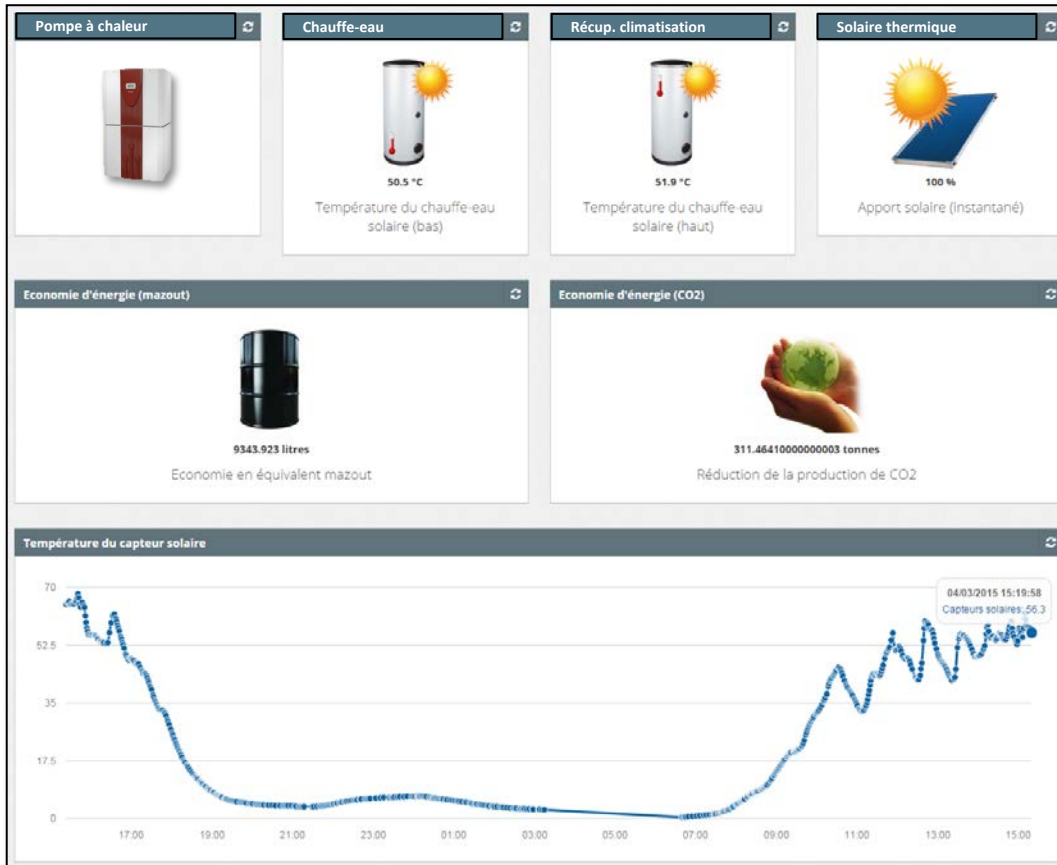 Pompe à chaleur
Chauffe-eau
Récup. climatisation
Solaire thermique
50.5 °C
Température du chauffe-eau
solaire (bas)
51.9 °C
Température du chauffe-eau
solaire (haut)
100 %
Apport solaire (instantané)
Economie d'énergie (mazout)
Economie d'énergie (CO2)
9343.923 litres
Economie en équivalent mazout
311.46410000000003 tonnes
Réduction de la production de CO2
Température du capteur solaire
04/03/2015 15:19:58
Capteurs solaires: 56.3
70
52.5
35
17.5
0
17:00
19:00
21:00
23:00
01:00
03:00
05:00
07:00
09:00
11:00
13:00
15:00